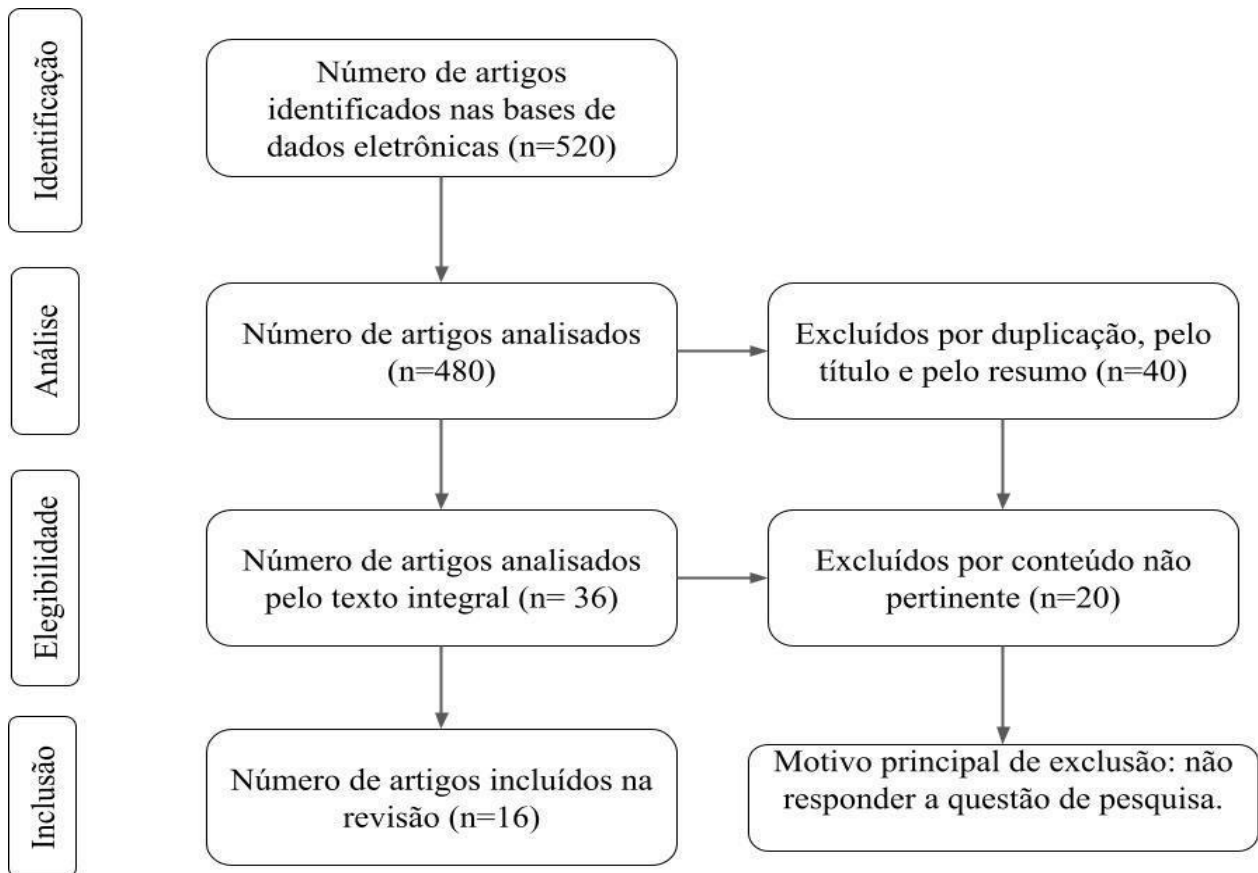 Identificação
Número de artigos
identificados nas bases de
dados eletrônicas (n=520)
Análise
Número de artigos analisados
(n=480)
Excluídos por duplicação, pelo
título e pelo resumo (n=40)
Elegibilidade
Número de artigos analisados
pelo texto integral (n= 36)
Excluídos por conteúdo não
pertinente (n=20)
Inclusão
Número de artigos incluídos na
revisão (n=16)
Motivo principal de exclusão: não
responder a questão de pesquisa.